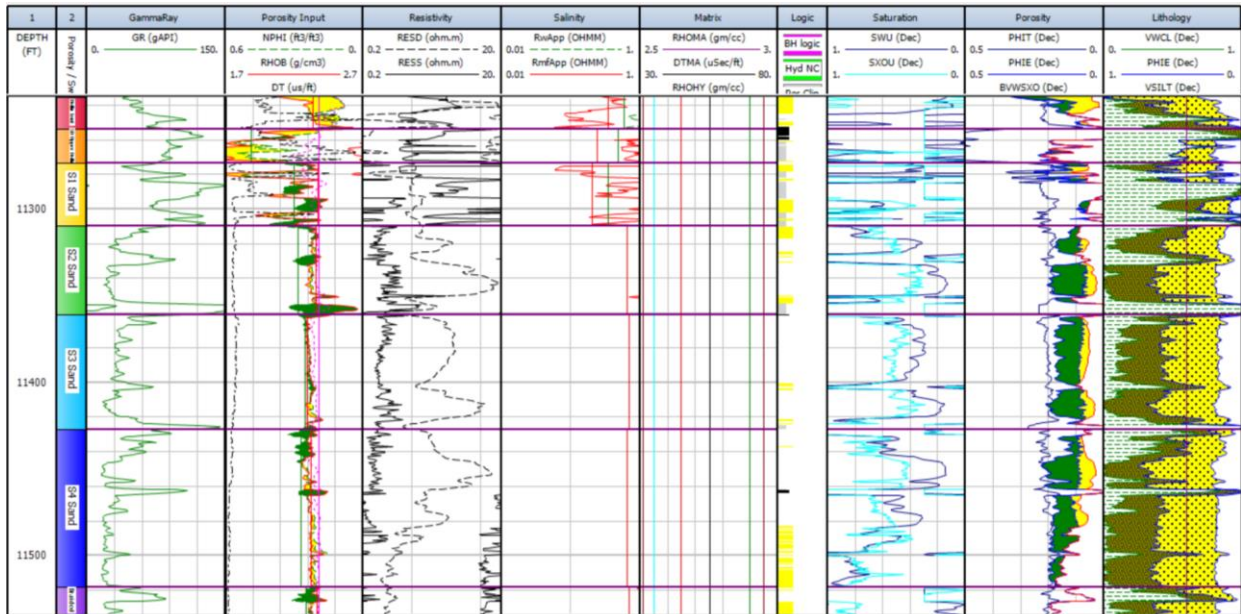 1 2 GammaRay Porosity Input Resistivity Salinity Matrix Logic Saturation Porosity Lithology
DEPTH
(FT)
Porosity / Sw
GR (gAPI)
0. 150.
NPHI (ft3/ft3)
0.6 0.
RHOB (g/cm3)
1.7 2.7
DT (us/ft)
RESD (ohm.m)
0.2 20.
RESS (ohm.m)
0.2 20.
RwApp (OHMM)
0.01 1.
RmfApp (OHMM)
0.01 1.
RHOMA (gm/cc)
2.5 3.
DTMA (uSec/ft)
30. 80.
RHOHY (gm/cc)
BH logic
Hyd NC
SWU (Dec)
1. 0.
SXOU (Dec)
1. 0.
PHIT (Dec)
0.5 0.
PHIE (Dec)
0.5 0.
BVWSXO (Dec)
VWCL (Dec)
0. 1.
PHIE (Dec)
1. 0.
VSILT (Dec)
S1 Sand
11300
S2 Sand
S3 Sand
11400
S4 Sand
11500